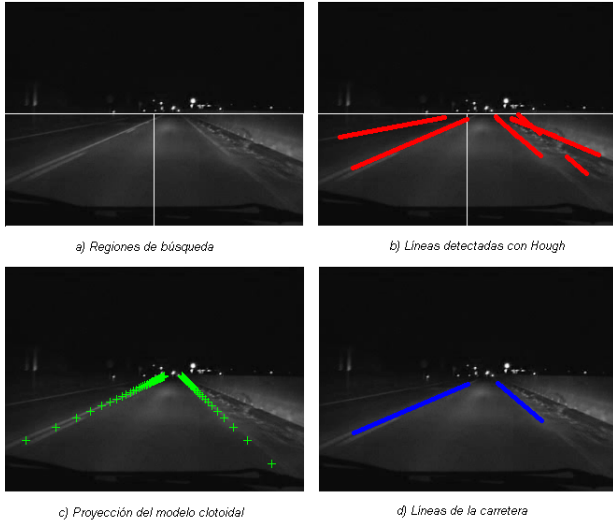 a) Regiones de búsqueda
b) Líneas detectadas con Hough
c) Proyección del modelo clotoidal
d) Líneas de la carretera